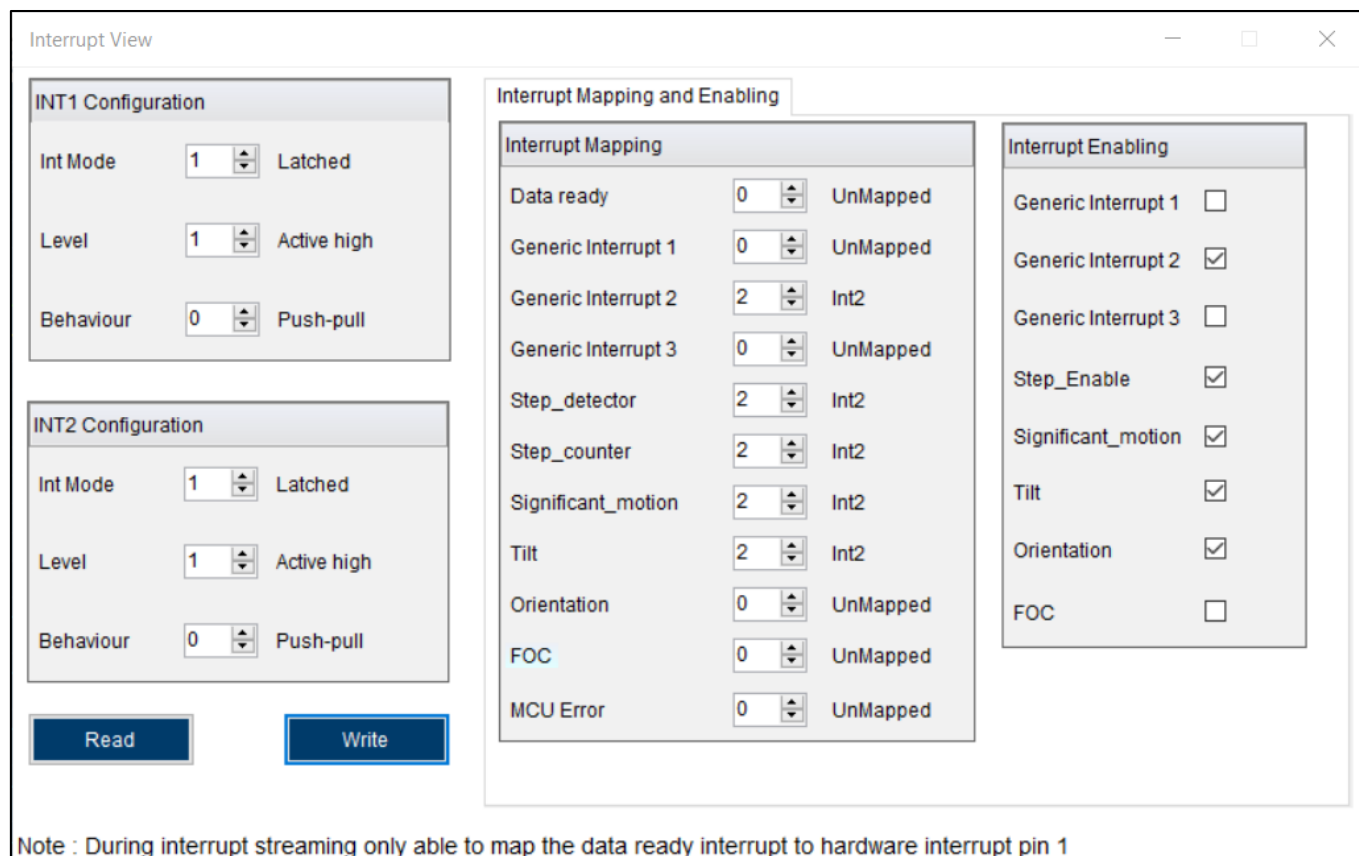 Interrupt View
INT1 Configuration
Int Mode 1 Latched
Level 1 Active high
Behaviour 0 Push-pull
INT2 Configuration
Int Mode 1 Latched
Level 1 Active high
Behaviour 0 Push-pull
Read Write
Interrupt Mapping and Enabling
Interrupt Mapping
Data ready 0 UnMapped
Generic Interrupt 1 0 UnMapped
Generic Interrupt 2 2 Int2
Generic Interrupt 3 0 UnMapped
Step_detector 2 Int2
Step_counter 2 Int2
Significant_motion 2 Int2
Tilt 2 Int2
Orientation 0 UnMapped
FOC 0 UnMapped
MCU Error 0 UnMapped
Interrupt Enabling
Generic Interrupt 1
Generic Interrupt 2
Generic Interrupt 3
Step_Enable
Significant_motion
Tilt
Orientation
FOC
Note : During interrupt streaming only able to map the data ready interrupt to hardware interrupt pin 1